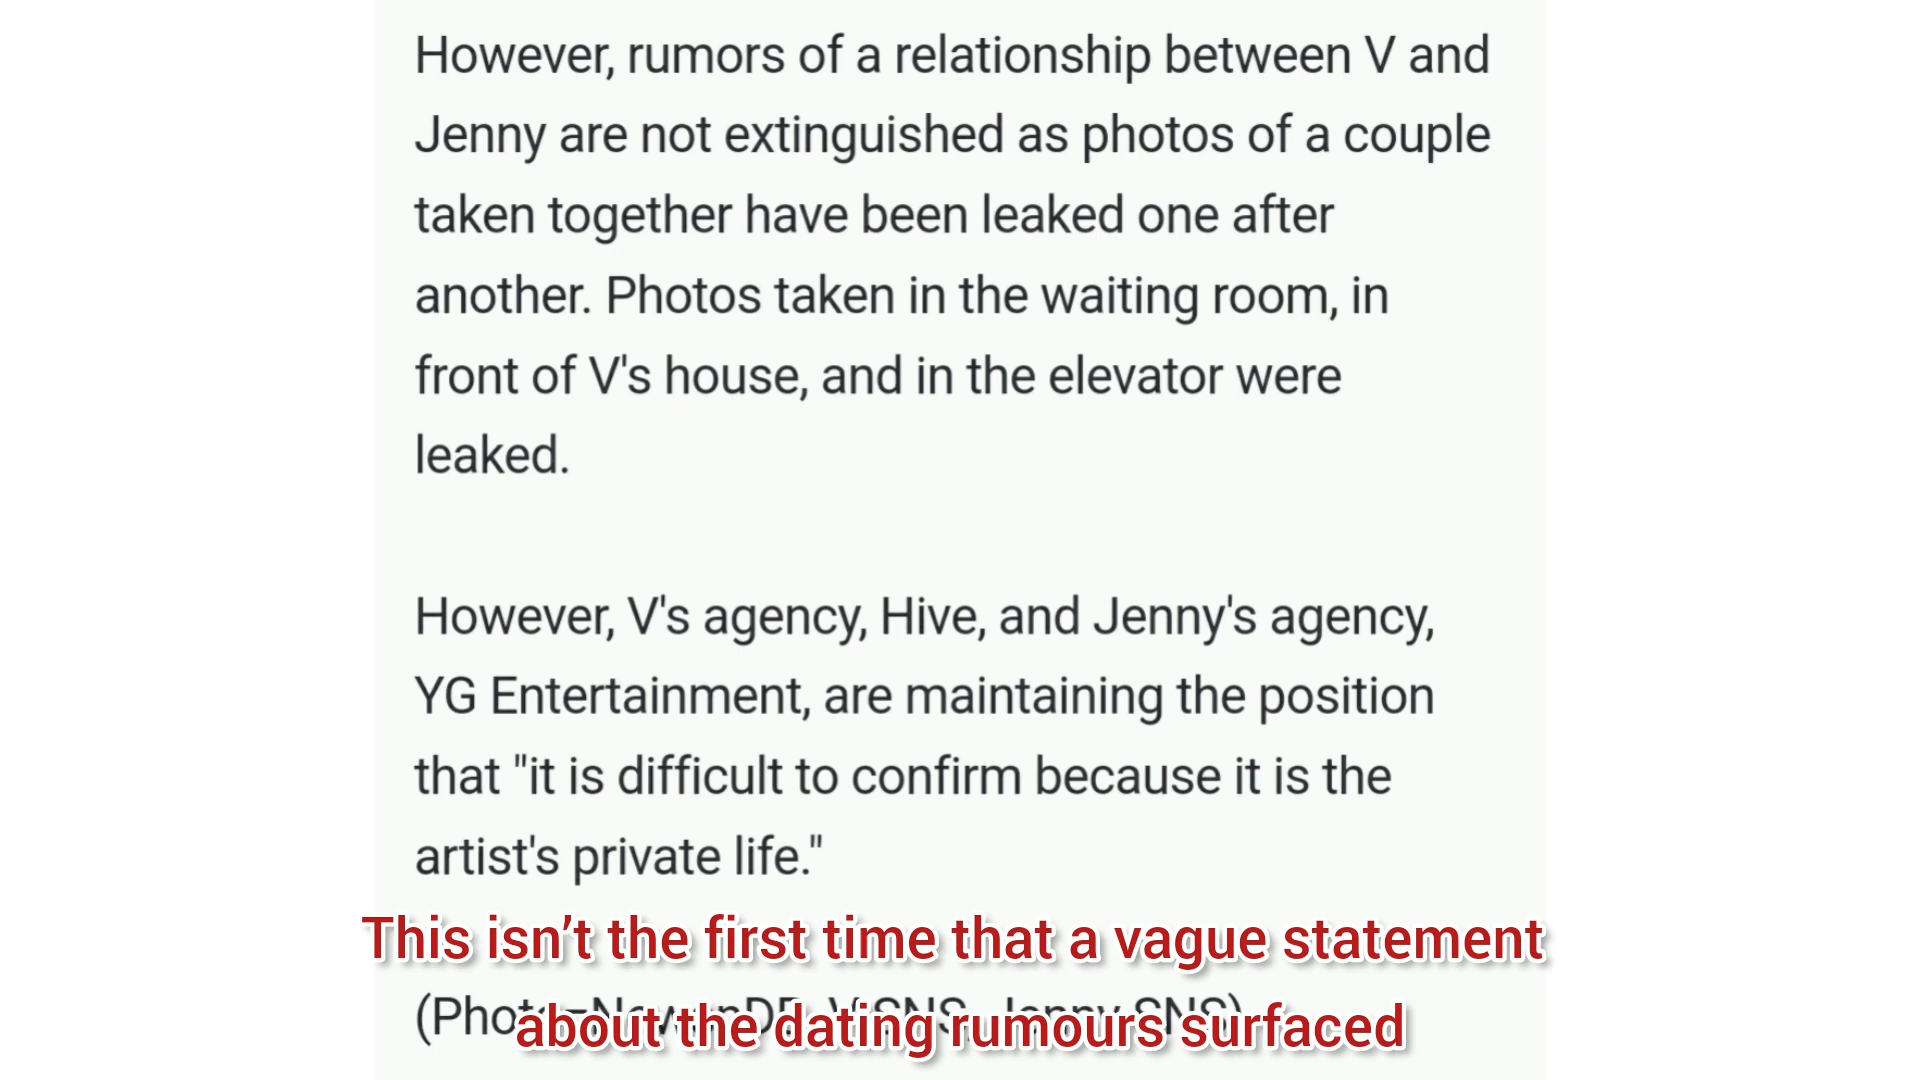 However, rumors of a relationship between V and
Jenny are not extinguished as photos of a couple
taken together have been leaked one after
another. Photos taken in the waiting room, in
front of V's house, and in the elevator were
leaked.
However, V's agency, Hive, and Jenny's agency,
YG Entertainment, are maintaining the position
that "it is difficult to confirm because it is the
artist's private life."
This isn’t the first time that a vague statement
about the dating rumours surfaced